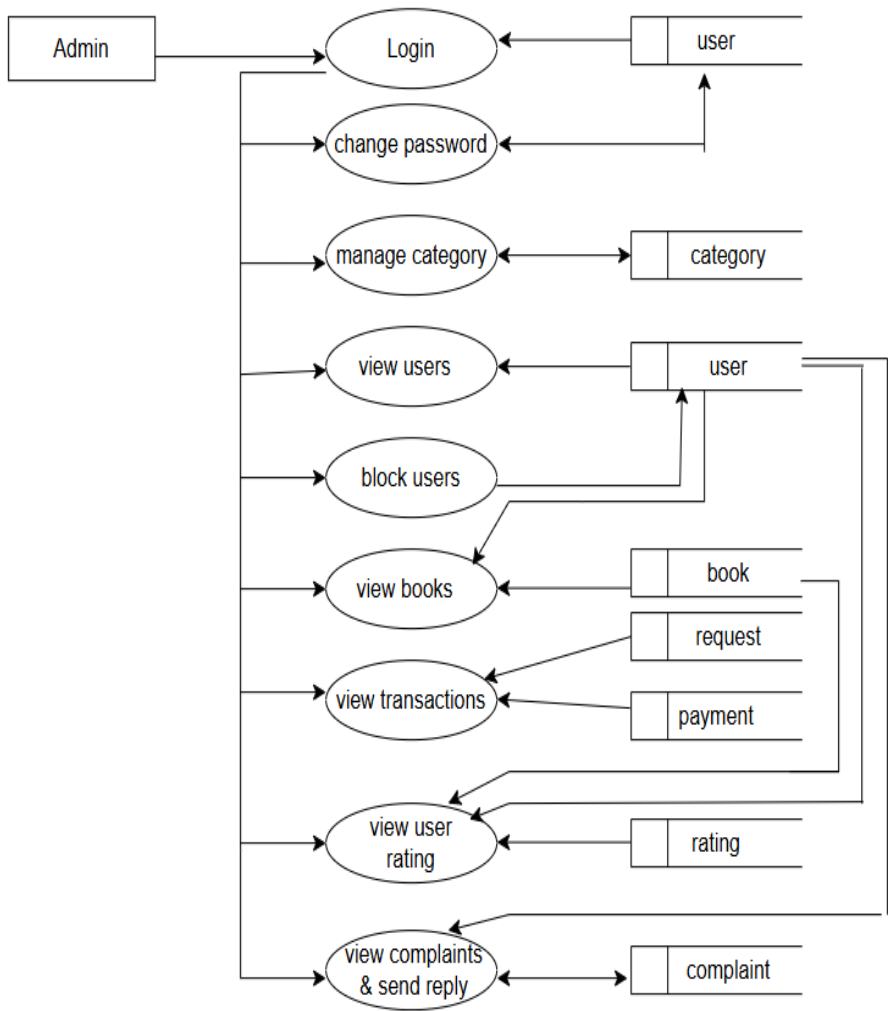 Admin
Login
user
change password
manage category
category
view users
user
block users
view books
book
request
view transactions
payment
view user
rating
rating
view complaints
& send reply
complaint